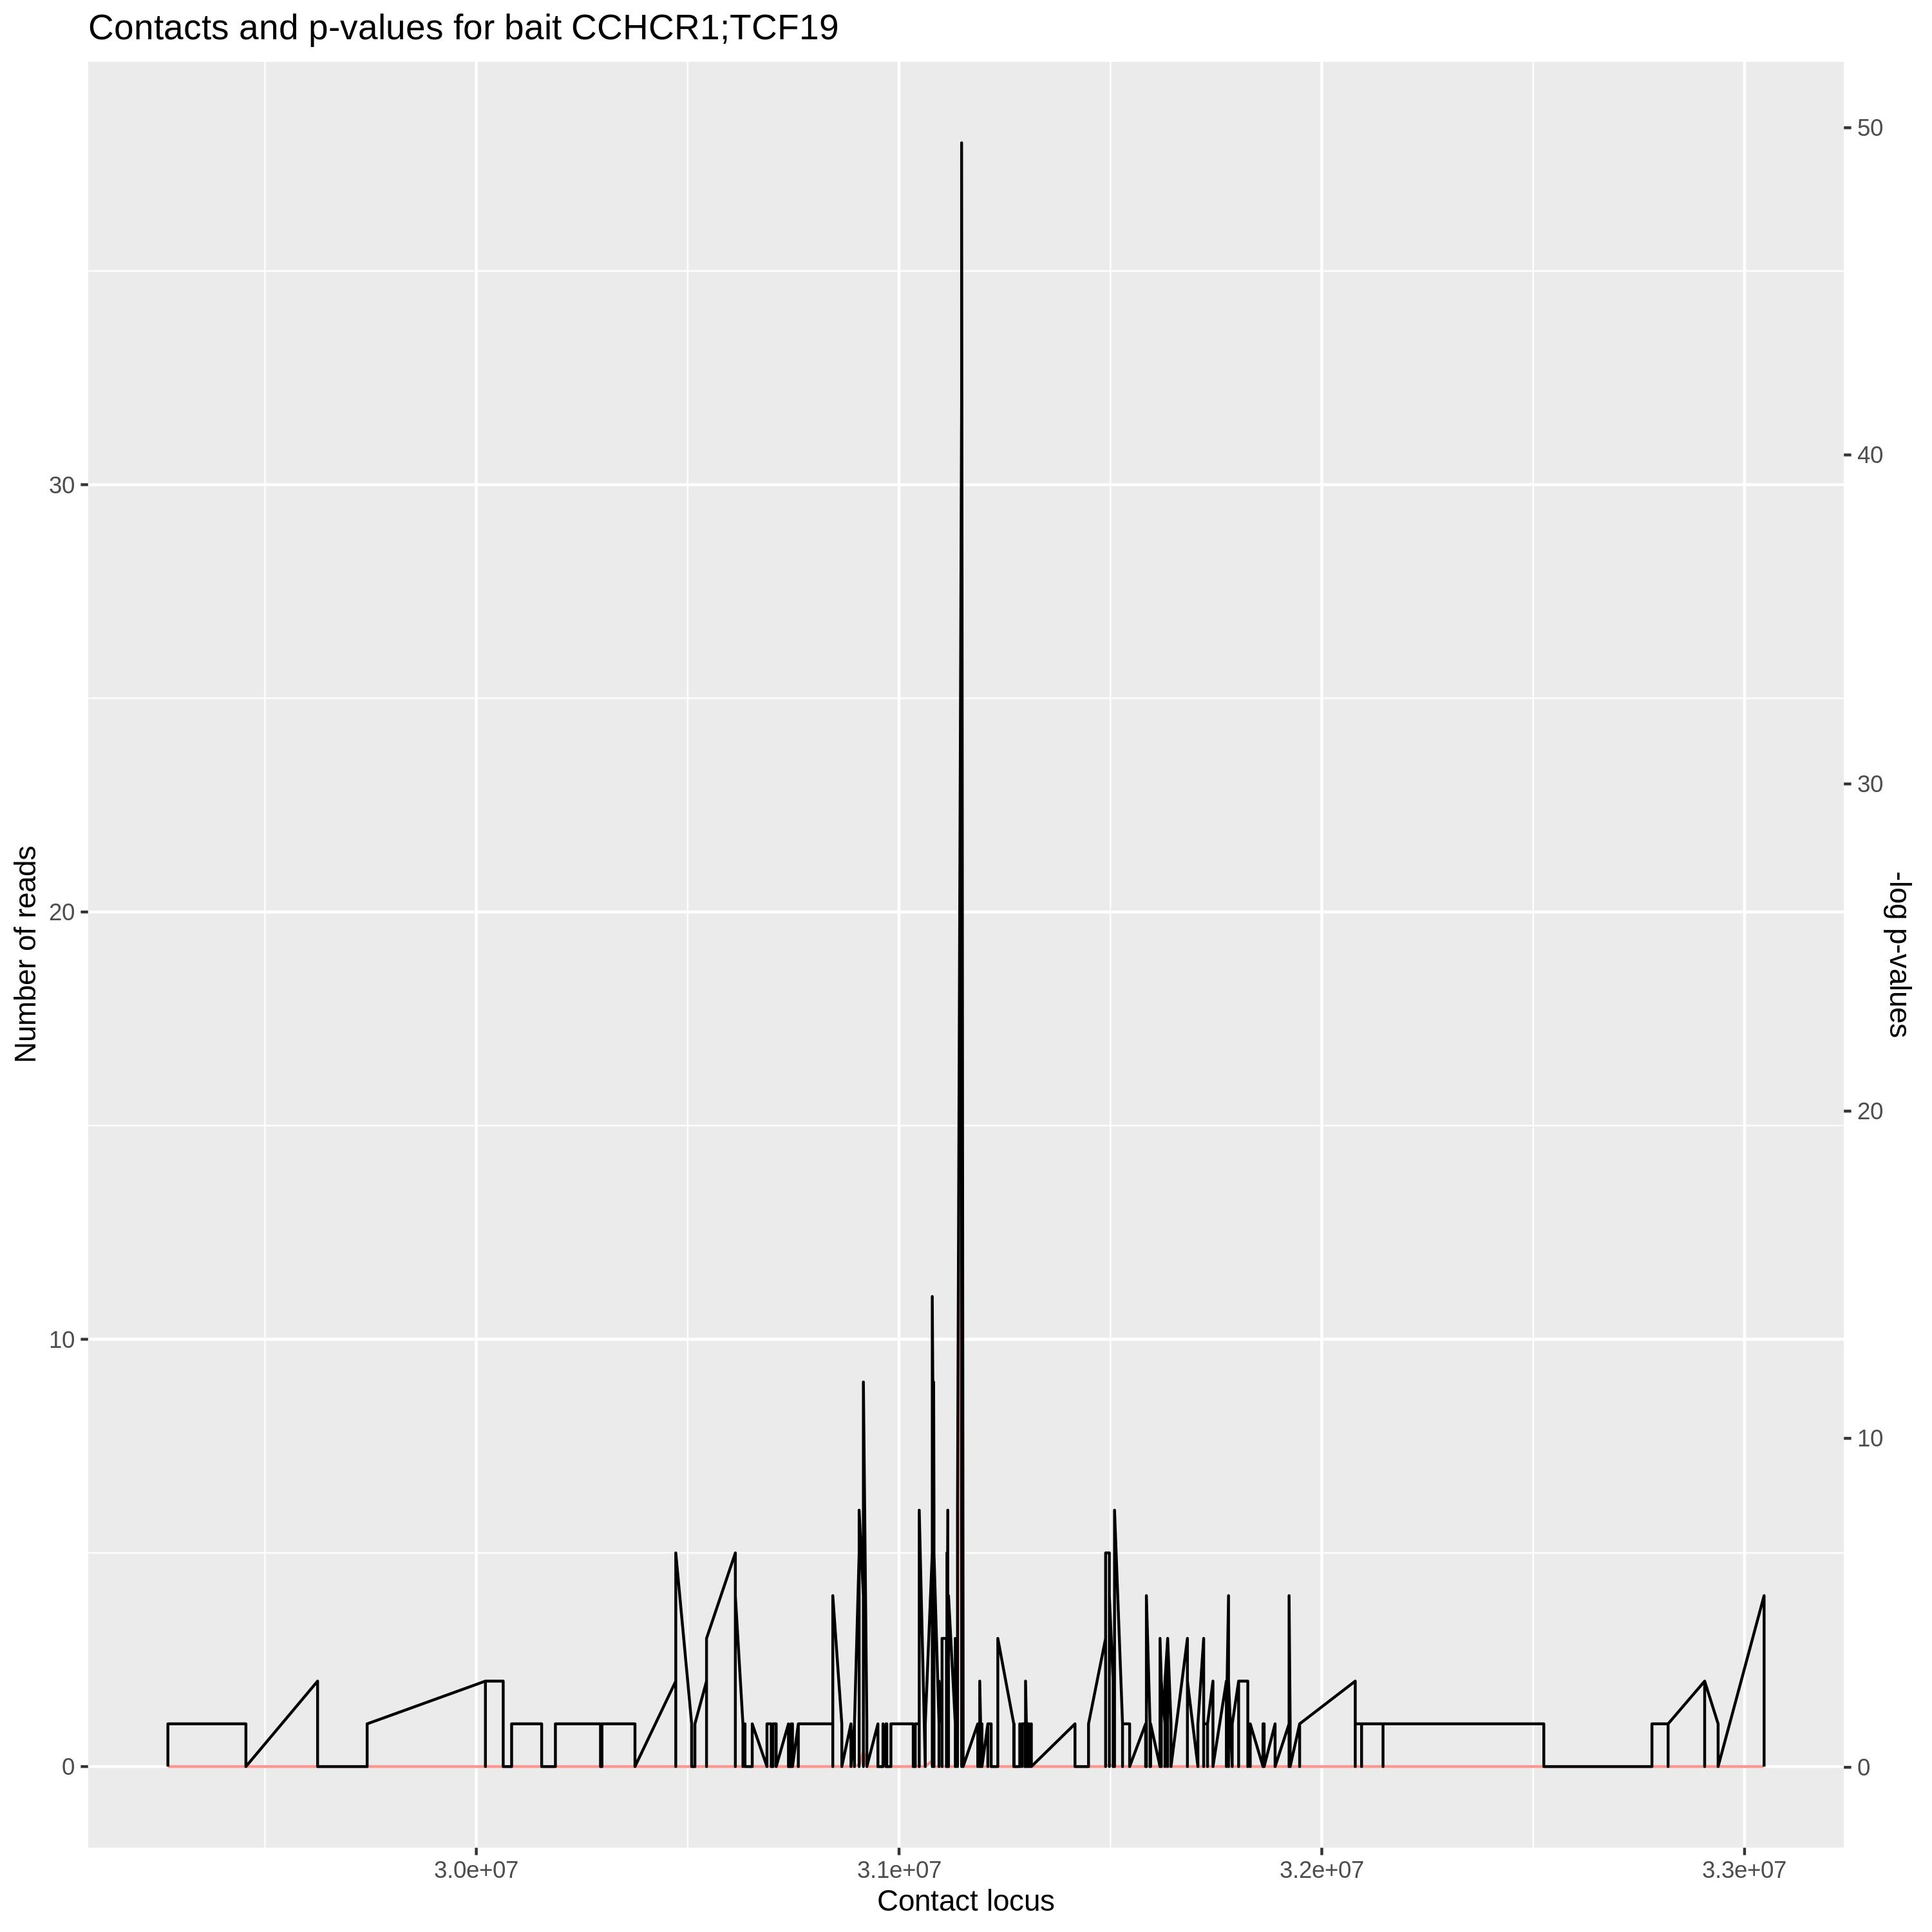 Contacts and p-values for bait CCHCR1;TCF19
Number of reads
30
20
10
0
50
40
30
20
10
0
-log p-values
3.0e+07
3.1e+07
3.2e+07
3.3e+07
Contact locus